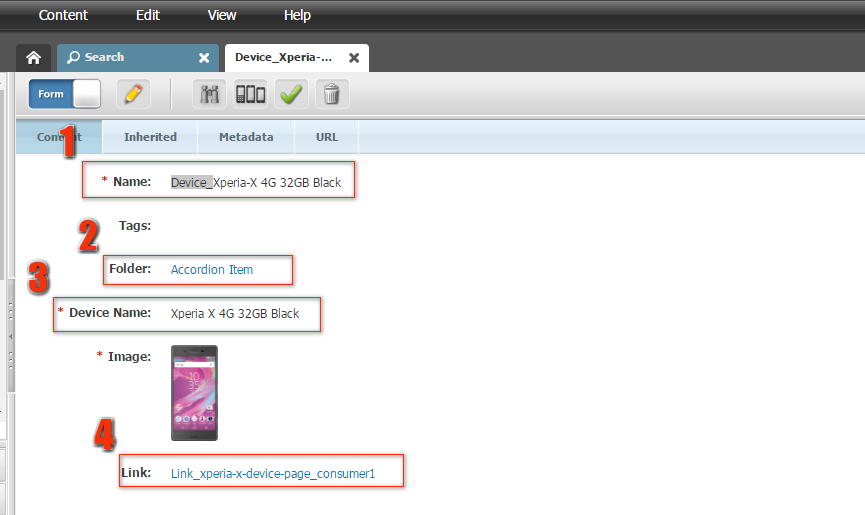 Content Edit View Help
Search Device_Xperia-...
Form
Content Inherited Metadata URL
1
* Name: Device_Xperia-X 4G 32GB Black
Tags:
2
Folder: Accordion Item
3
* Device Name: Xperia X 4G 32GB Black
* Image:
4
Link: Link_xperia-x-device-page_consumer1